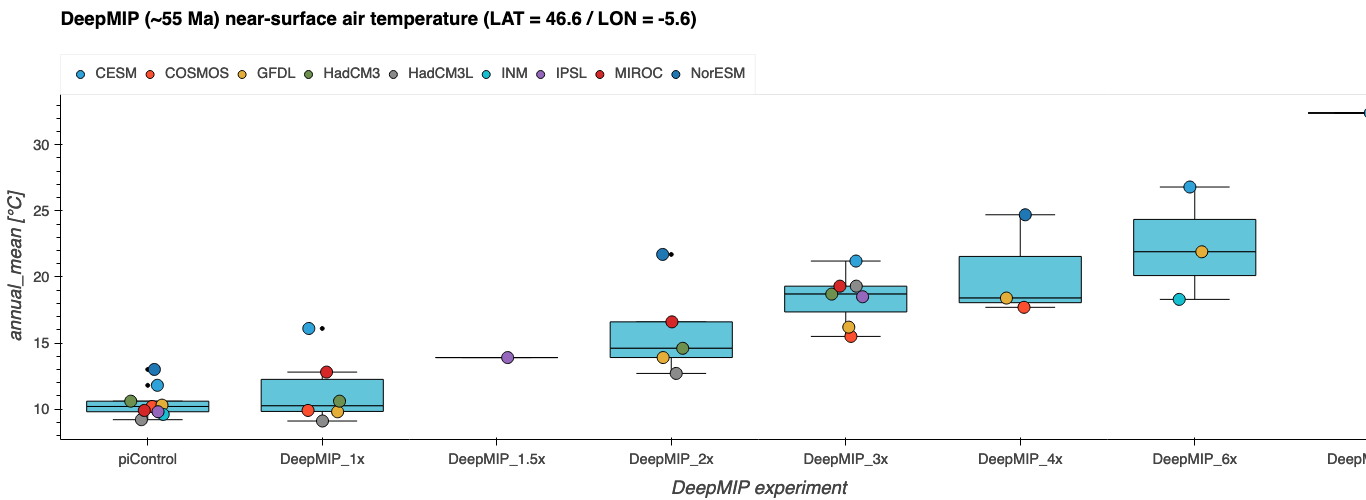 DeepMIP (~55 Ma) near-surface air temperature (LAT = 46.6 / LON = -5.6)
CESM COSMOS GFDL HadCM3 HadCM3L INM IPSL MIROC NorESM
annual_mean [°C]
30
25
20
15
10
piControl DeepMIP_1x DeepMIP_1.5x DeepMIP_2x DeepMIP_3x DeepMIP_4x DeepMIP_6x DeepM
DeepMIP experiment